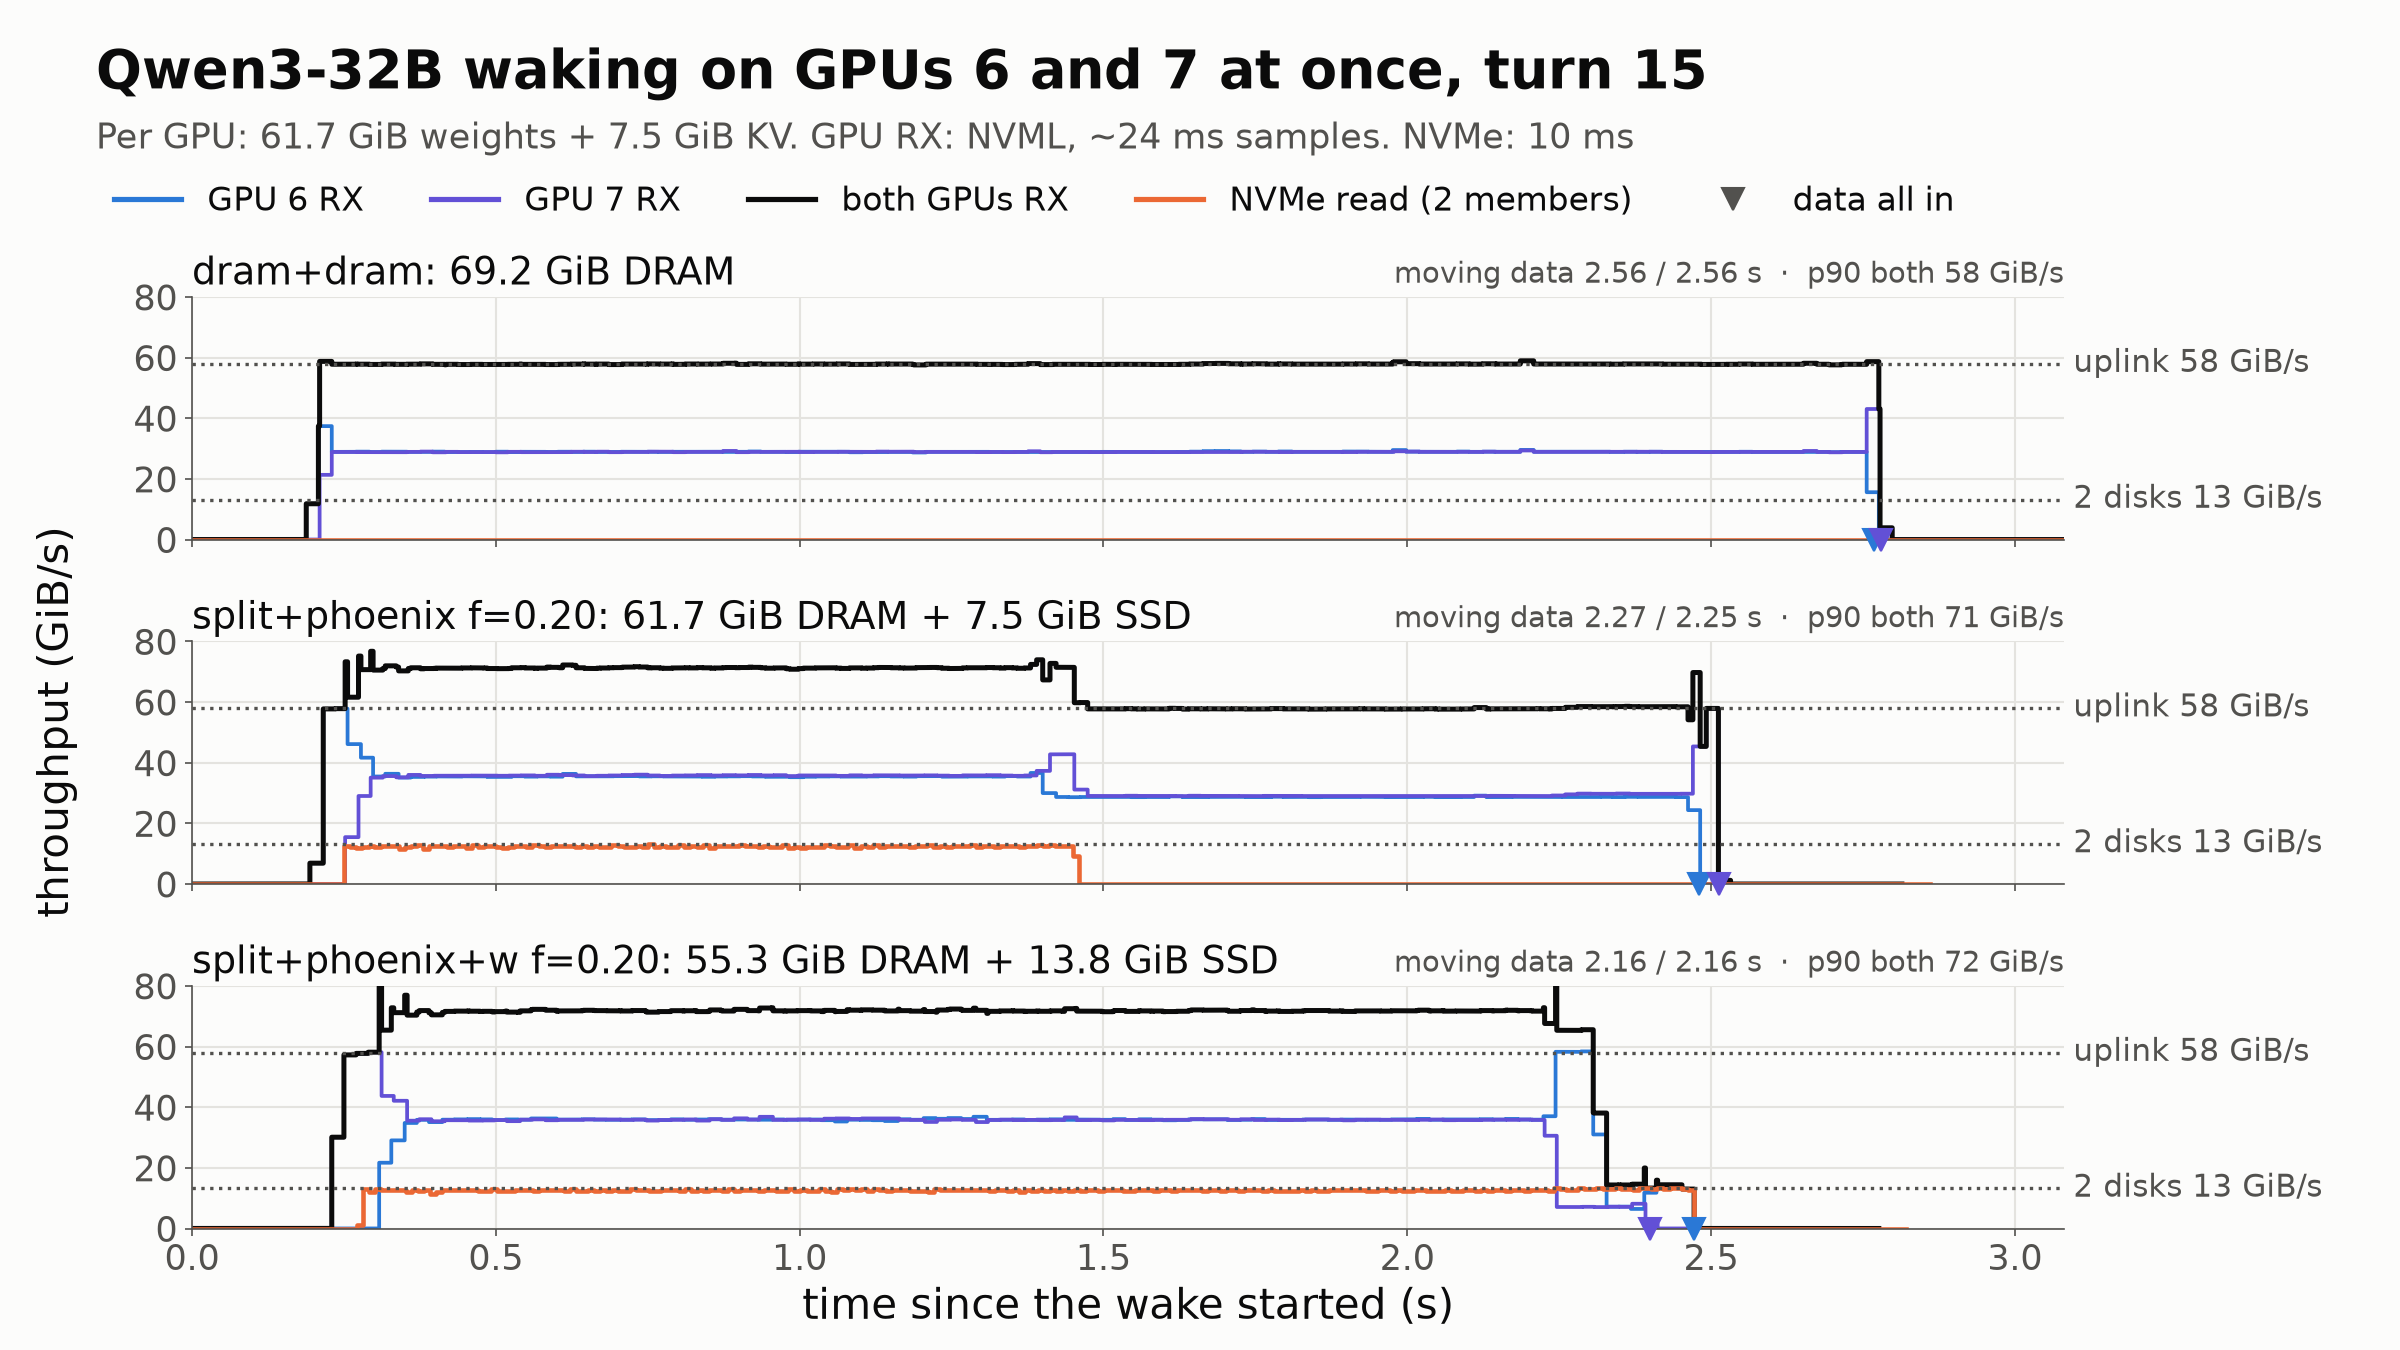 Qwen3-32B waking on GPUs 6 and 7 at once, turn 15
Per GPU: 61.7 GiB weights + 7.5 GiB KV. GPU RX: NVML, ~24 ms samples. NVMe: 10 ms
GPU 6 RX GPU 7 RX both GPUs RX NVMe read (2 members) data all in
throughput (GiB/s)
dram+dram: 69.2 GiB DRAM
moving data 2.56 / 2.56 s · p90 both 58 GiB/s
80
60
40
20
0
uplink 58 GiB/s
2 disks 13 GiB/s
split+phoenix f=0.20: 61.7 GiB DRAM + 7.5 GiB SSD
moving data 2.27 / 2.25 s · p90 both 71 GiB/s
80
60
40
20
0
uplink 58 GiB/s
2 disks 13 GiB/s
split+phoenix+w f=0.20: 55.3 GiB DRAM + 13.8 GiB SSD
moving data 2.16 / 2.16 s · p90 both 72 GiB/s
80
60
40
20
0
uplink 58 GiB/s
2 disks 13 GiB/s
0.0 0.5 1.0 1.5 2.0 2.5 3.0
time since the wake started (s)